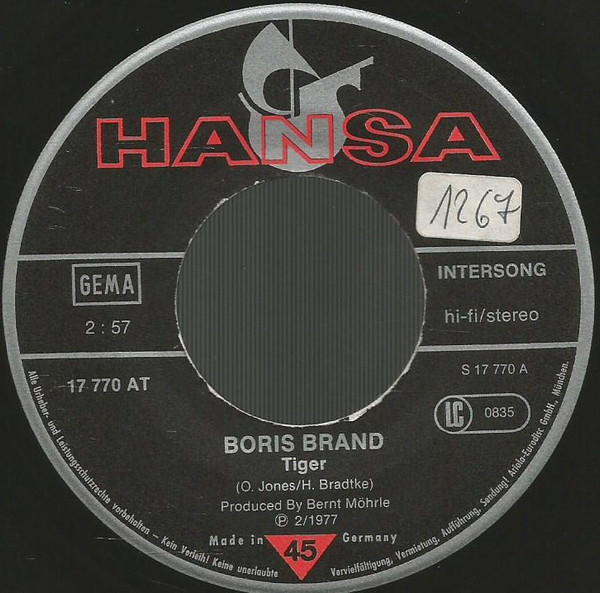 HANSA
1267
GEMA
INTERSONG
2:57
hi-fi/stereo
17 770 AT
S 17 770 A
LC 0835
BORIS BRAND
Tiger
(O. Jones/H. Bradtke)
Produced By Bernt Möhrle
Ⓟ 2/1977
Made in 45 Germany
Alle Urheber- und Leistungsschutzrechte vorbehalten – Kein Verleih! Keine unerlaubte Vervielfältigung, Vermietung, Aufführung, Sendung! Ariola-Eurodisc GmbH., München.